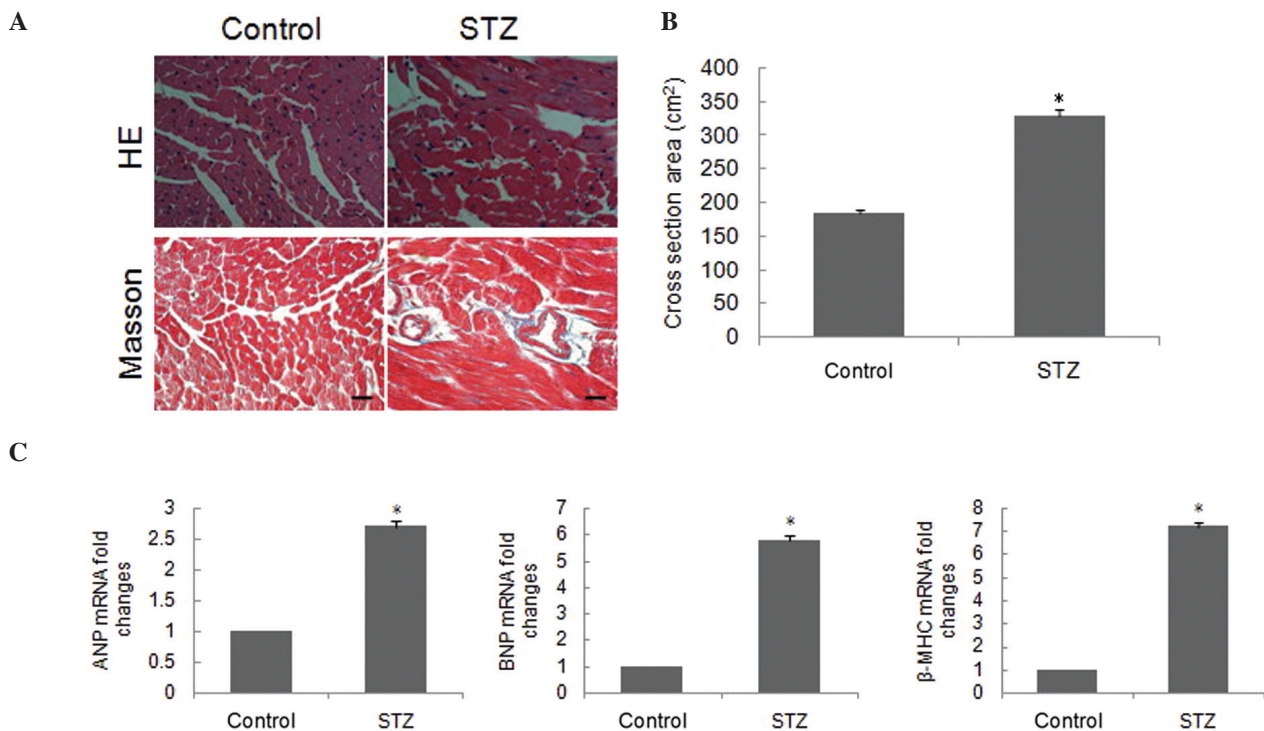 A
Control STZ
HE
Masson
B
Cross section area (cm²)
400
350
300
250
200
150
100
50
0
Control STZ
*
C
ANP mRNA fold
changes
3
2.5
2
1
1
0.5
0
Control STZ
*
BNP mRNA fold
changes
7
6
5
4
3
2
1
0
Control STZ
*
β-MHC mRNA fold
changes
8
7
6
5
4
3
2
1
0
Control STZ
*